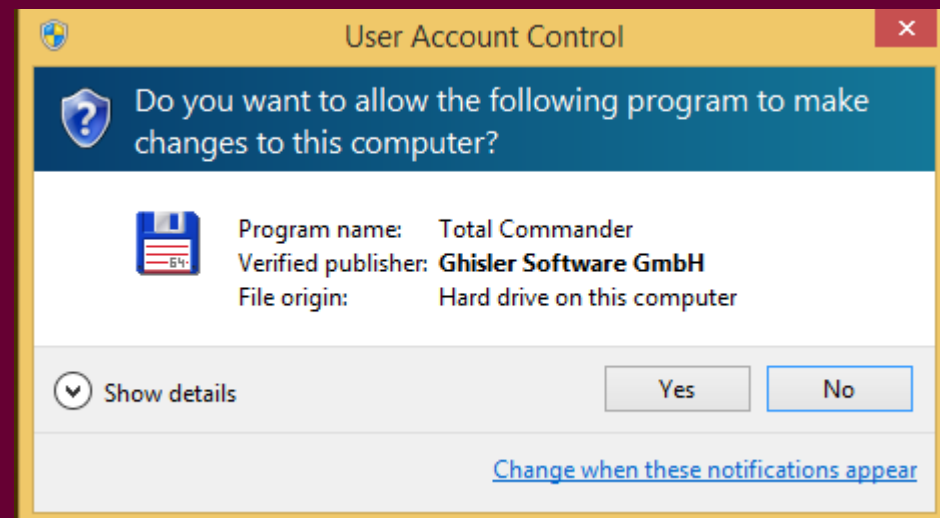 User Account Control
Do you want to allow the following program to make
changes to this computer?
64
Program name: Total Commander
Verified publisher: Ghisler Software GmbH
File origin: Hard drive on this computer
Show details
Yes No
Change when these notifications appear